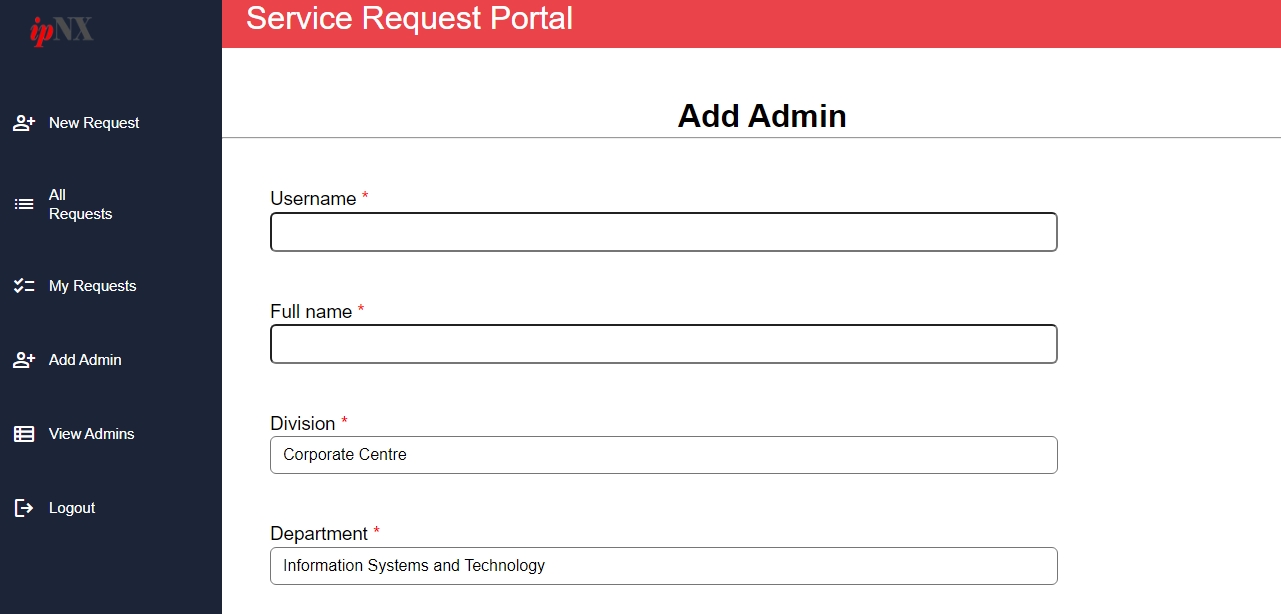 ipNX
Service Request Portal
New Request
All
Requests
My Requests
Add Admin
View Admins
Logout
Add Admin
Username *
Full name *
Division *
Corporate Centre
Department *
Information Systems and Technology